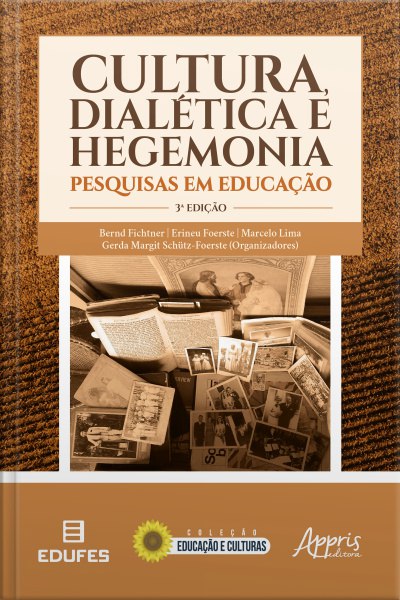 CULTURA,
DIALÉTICA E
HEGEMONIA
PESQUISAS EM EDUCAÇÃO
3ª EDIÇÃO
Bernd Fichtner | Erineu Foerste | Marcelo Lima
Gerda Margit Schütz-Foerste (Organizadores)
EDUFES
COLEÇÃO
EDUCAÇÃO E CULTURAS
Appris
editora